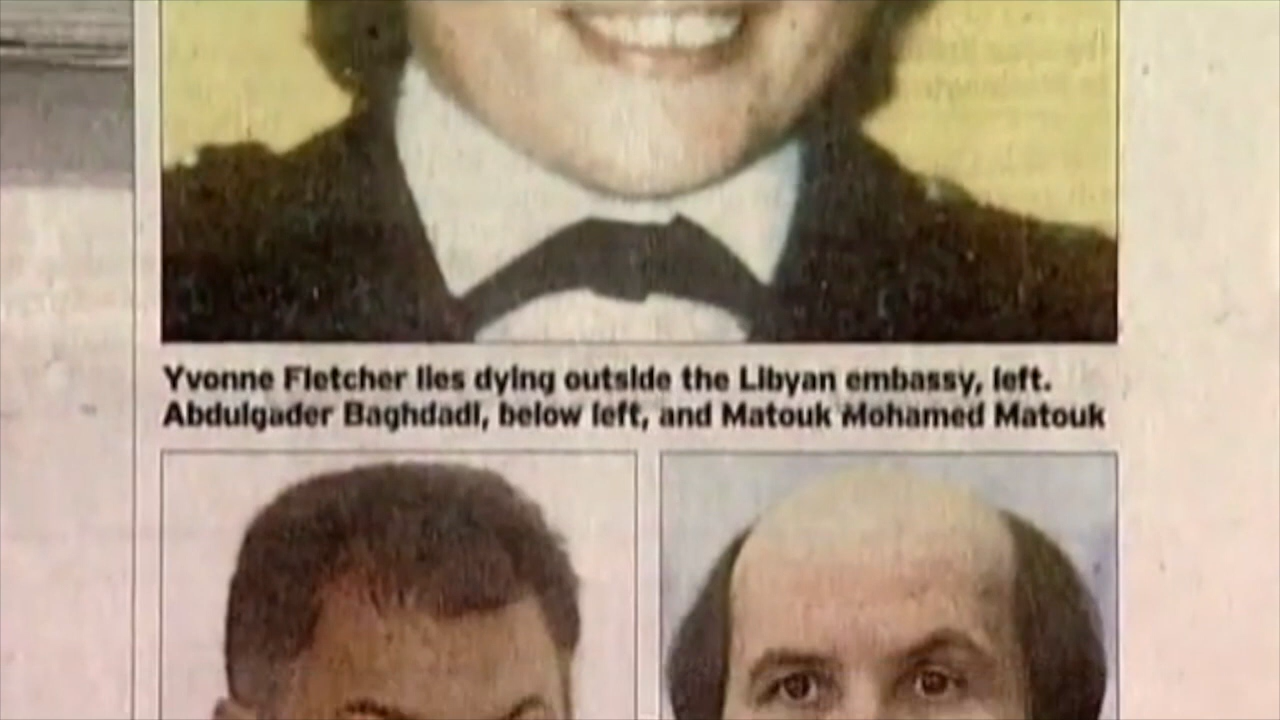 Yvonne Fletcher lies dying outside the Libyan embassy, left.
Abdulgader Baghdadi, below left, and Matouk Mohamed Matouk